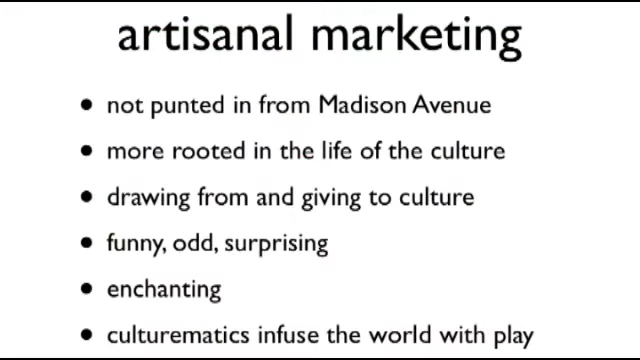 artisanal marketing
• not punted in from Madison Avenue
• more rooted in the life of the culture
• drawing from and giving to culture
• funny, odd, surprising
• enchanting
• culturematics infuse the world with play